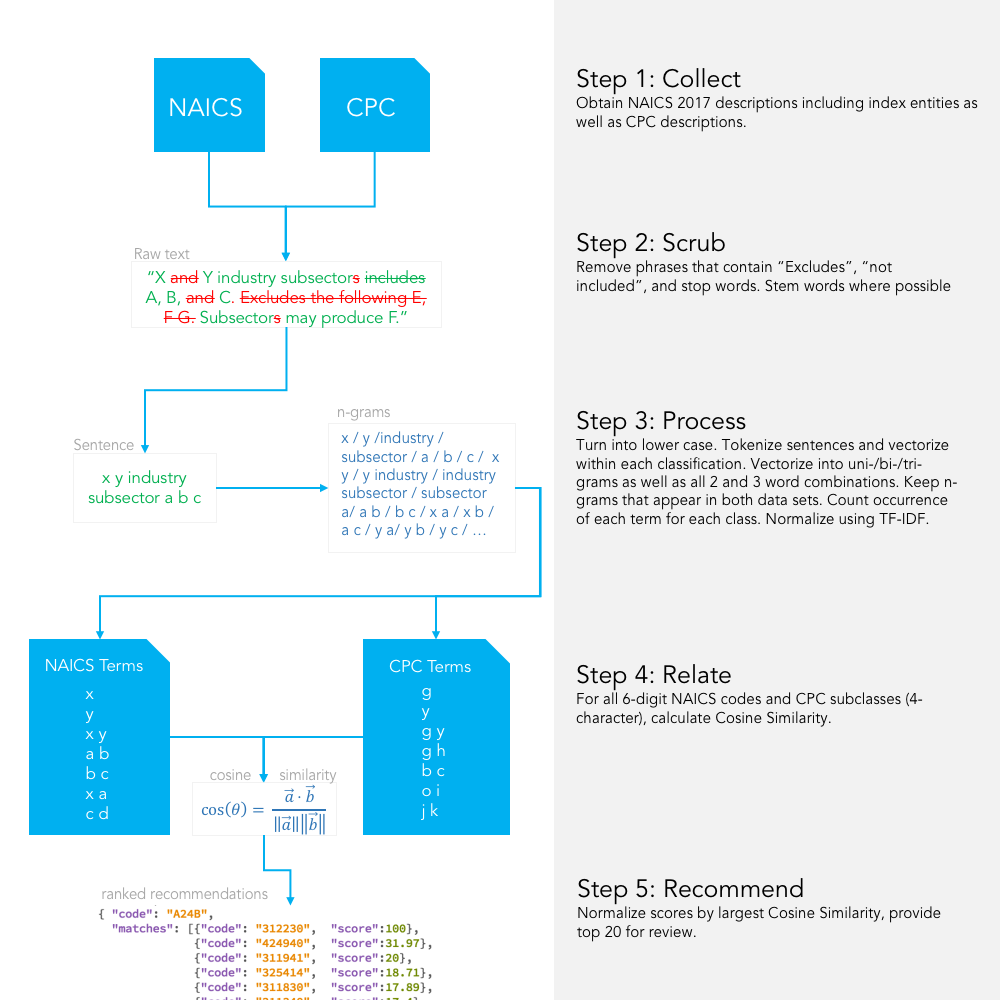 NAICS
CPC
Step 1: Collect
Obtain NAICS 2017 descriptions including index entities as
well as CPC descriptions.
Raw text
“X and Y industry subsectors includes
A, B, and C. Excludes the following E,
F G. Subsectors may produce F.”
Step 2: Scrub
Remove phrases that contain “Excludes”, “not
included”, and stop words. Stem words where possible
Sentence
x y industry
subsector a b c
n-grams
x / y /industry /
subsector / a / b / c / x
y / y industry / industry
subsector / subsector
a/ a b / b c / x a / x b /
a c / y a/ y b / y c / …
Step 3: Process
Turn into lower case. Tokenize sentences and vectorize
within each classification. Vectorize into uni-/bi-/tri-
grams as well as all 2 and 3 word combinations. Keep n-
grams that appear in both data sets. Count occurrence
of each term for each class. Normalize using TF-IDF.
NAICS Terms
x
y
x y
a b
b c
x a
c d
CPC Terms
g
y
g y
g h
b c
o i
j k
cosine similarity
cos(θ) = a⃗ · b⃗ / ‖a⃗‖‖b⃗‖
Step 4: Relate
For all 6-digit NAICS codes and CPC subclasses (4-
character), calculate Cosine Similarity.
ranked recommendations
{ "code": "A24B",
"matches": [{"code": "312230", "score":100},
{"code": "424940", "score":31.97},
{"code": "311941", "score":20},
{"code": "325414", "score":18.71},
{"code": "311830", "score":17.89},
Step 5: Recommend
Normalize scores by largest Cosine Similarity, provide
top 20 for review.